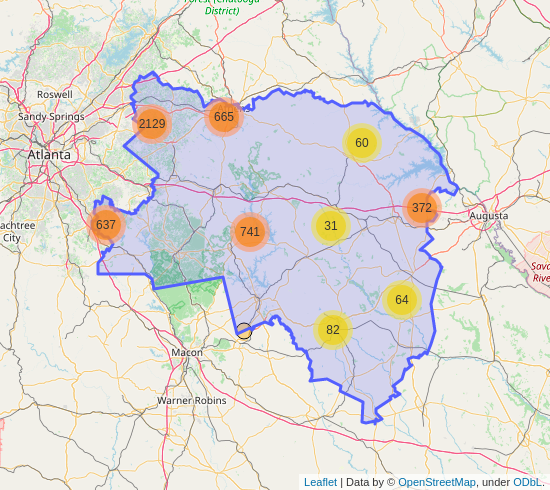 Forest (Chattooga
District)
Roswell
Sandy Springs
2129
665
ens
60
Atlanta
372
Augusta
637
741
31
achtree
City
Sava
Rive
64
82
Macon
Warner Robins
Leaflet | Data by © OpenStreetMap, under ODbL.